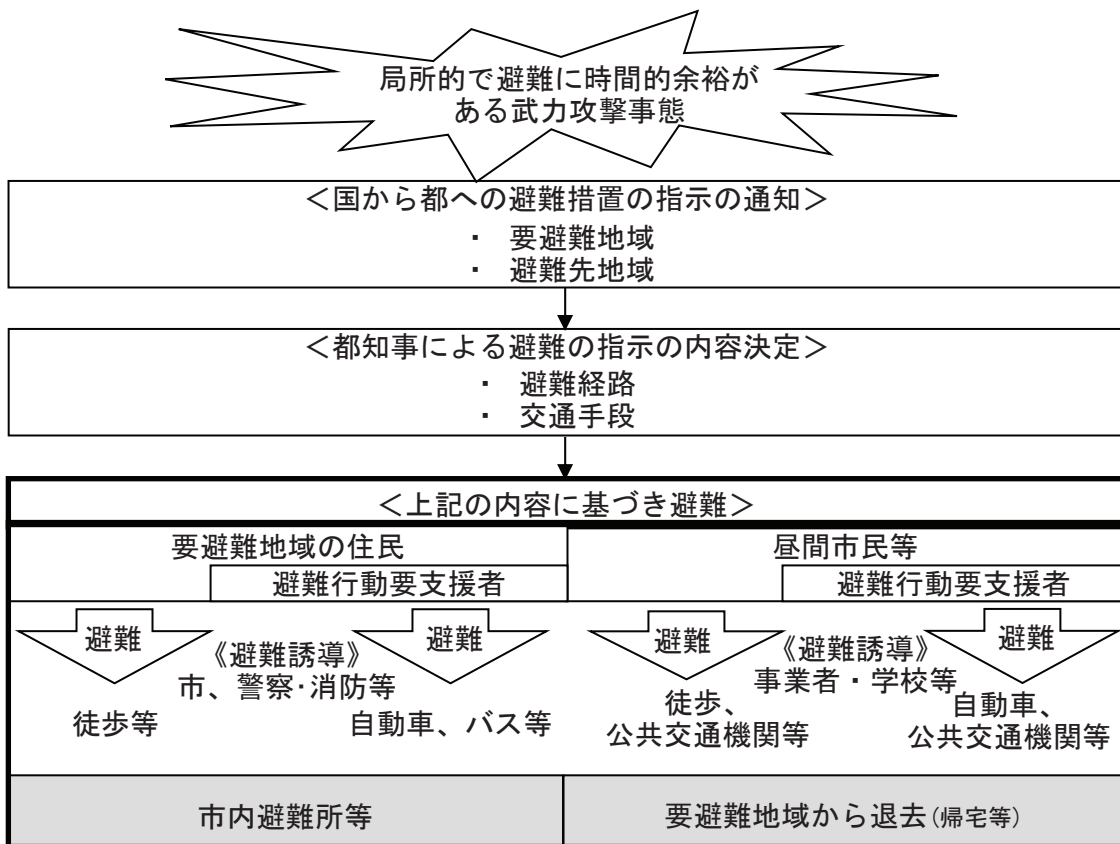 局所的で避難に時間的余裕が
ある武力攻撃事態
＜国から都への避難措置の指示の通知＞
・ 要避難地域
・ 避難先地域
＜都知事による避難の指示の内容決定＞
・ 避難経路
・ 交通手段
＜上記の内容に基づき避難＞
要避難地域の住民
避難行動要支援者
避難
避難
《避難誘導》
市、警察･消防等
徒歩等
自動車、バス等
昼間市民等
避難行動要支援者
避難
避難
《避難誘導》
事業者・学校等
徒歩、
公共交通機関等
自動車、
公共交通機関等
市内避難所等
要避難地域から退去(帰宅等)